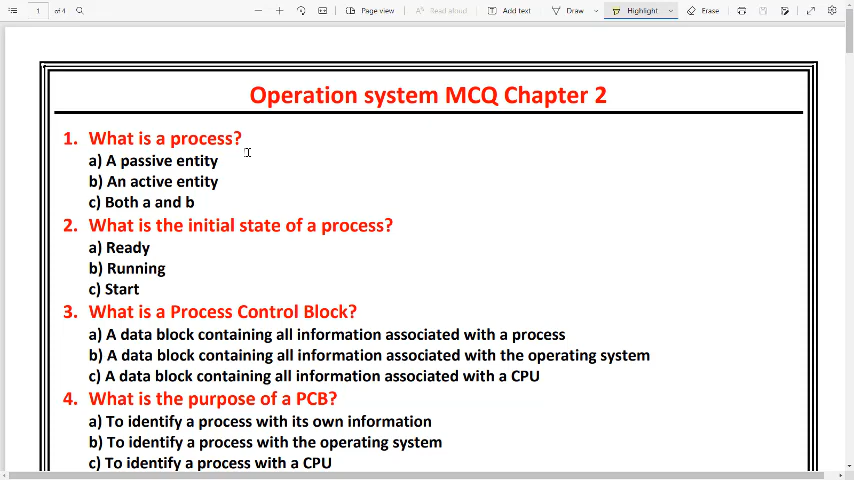 1 of 4 Page view Read aloud Add text Draw Highlight Erase
Operation system MCQ Chapter 2
1. What is a process?
a) A passive entity
b) An active entity
c) Both a and b
2. What is the initial state of a process?
a) Ready
b) Running
c) Start
3. What is a Process Control Block?
a) A data block containing all information associated with a process
b) A data block containing all information associated with the operating system
c) A data block containing all information associated with a CPU
4. What is the purpose of a PCB?
a) To identify a process with its own information
b) To identify a process with the operating system
c) To identify a process with a CPU